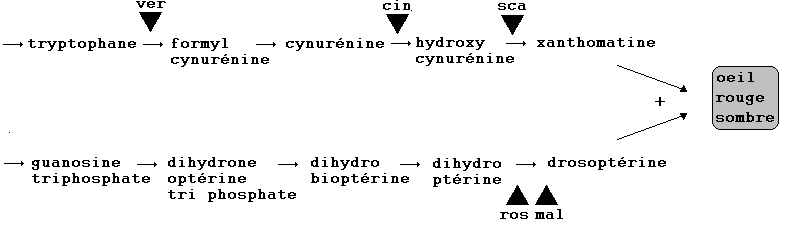 ver
cin
sca
tryptophane
formyl
cynurénine
cynurénine
hydroxy
cynurénine
xanthomatine
+
oeil
rouge
sombre
guanosine
triphosphate
dihydrone
optérine
tri phosphate
dihydro
bioptérine
dihydro
ptérine
drosoptérine
ros
mal